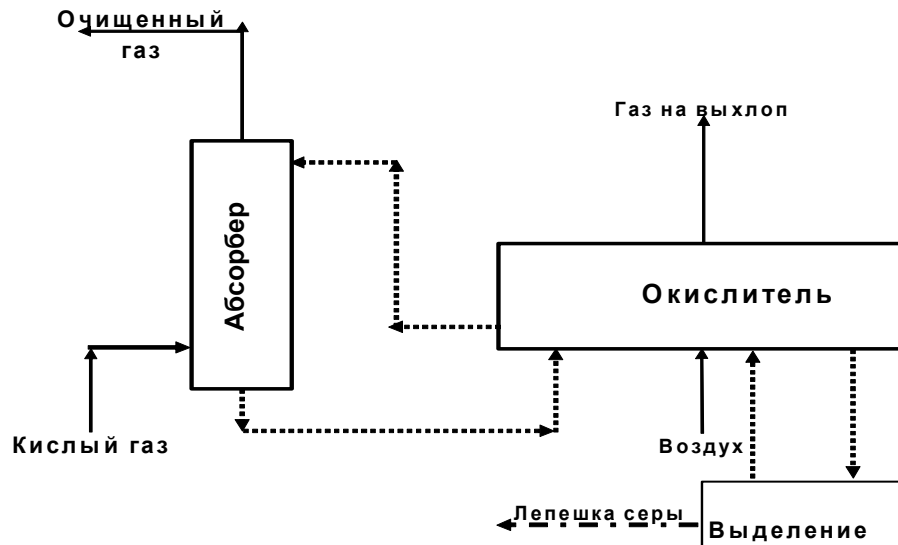 Очищенный
газ
Газ на выхлоп
Абсорбер
Окислитель
Кислый газ
Воздух
Лепешка серы
Выделение